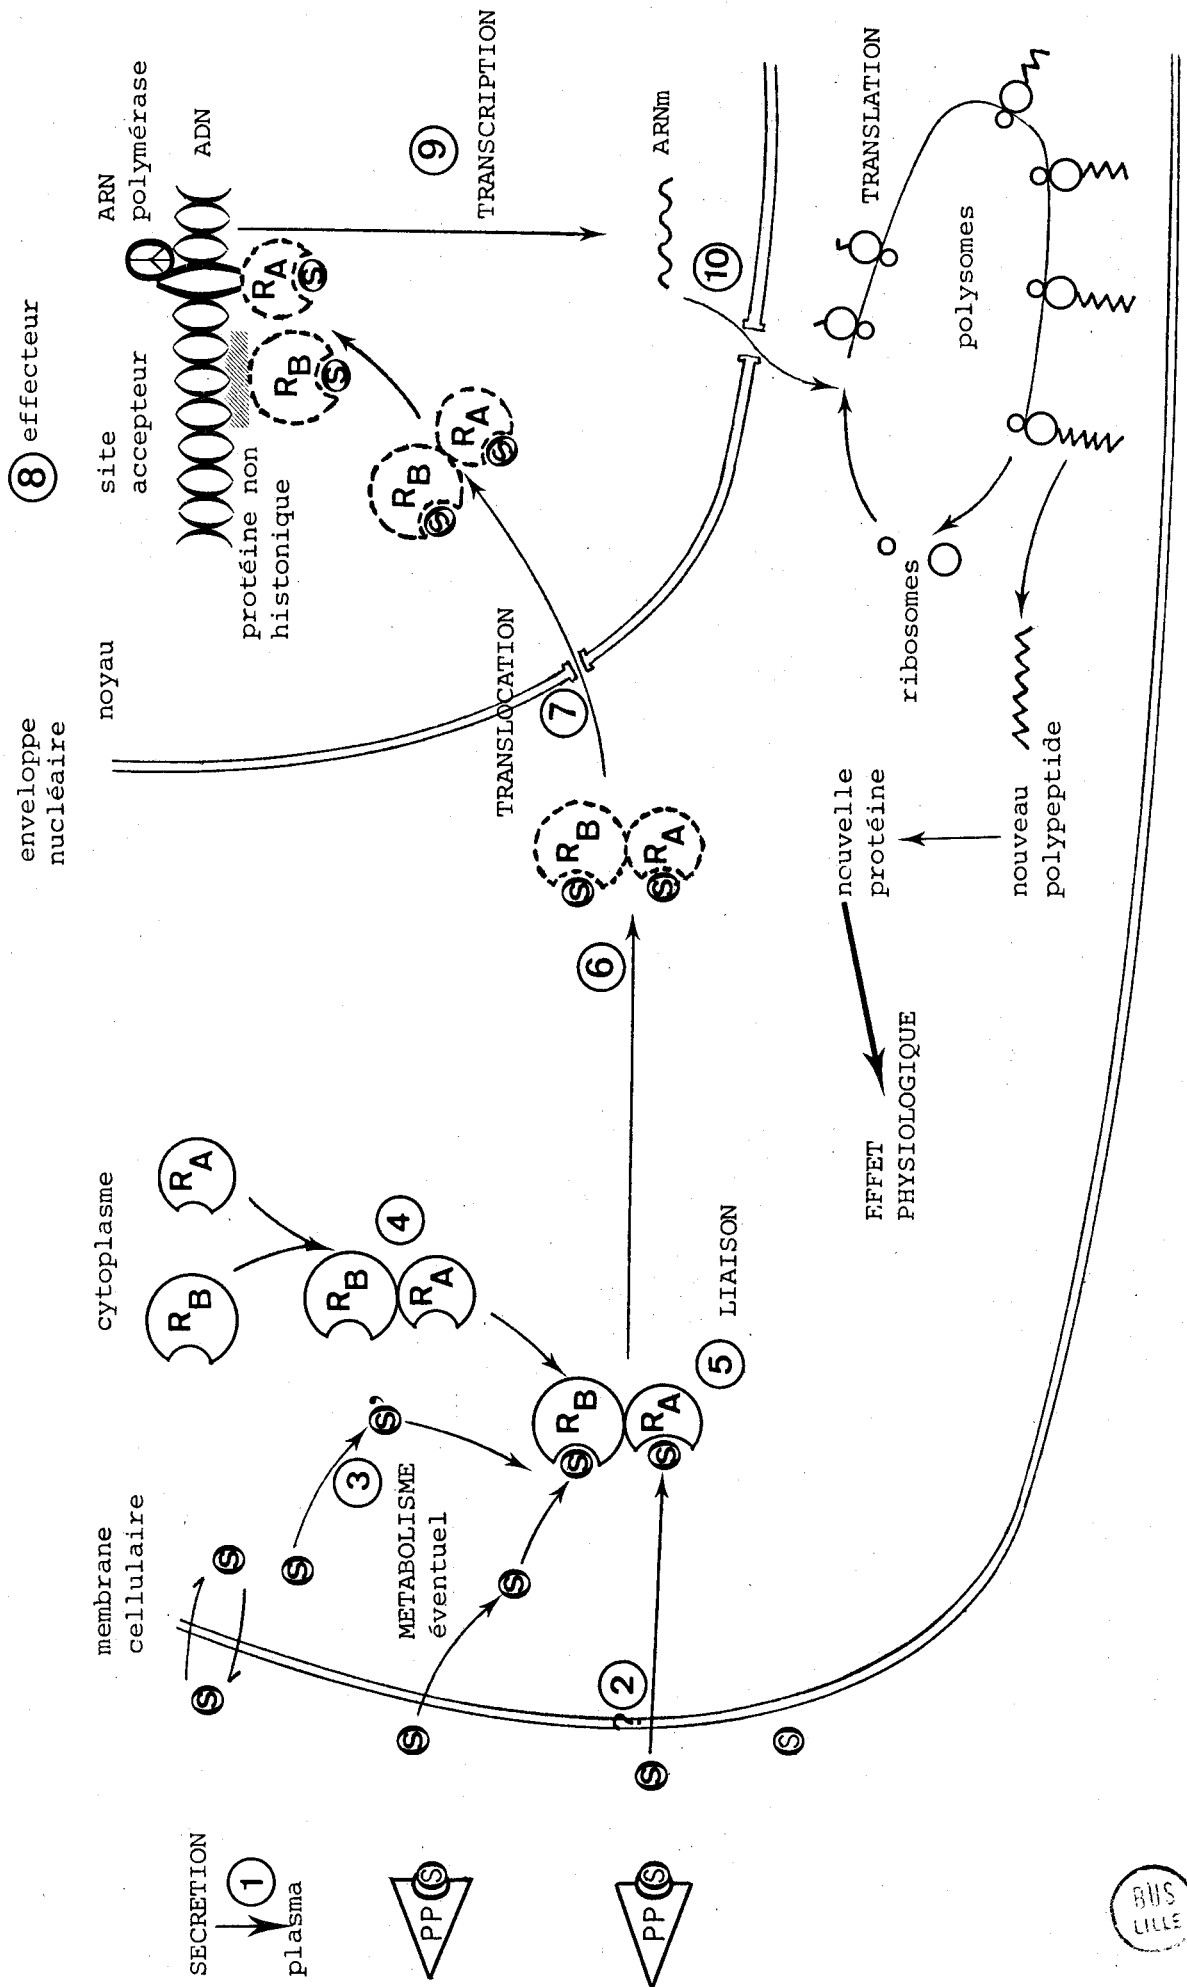 SECRETION
1
plasma
PP
S
PP
S
membrane
cellulaire
S
S
S
S
S
S
S
2
?
S
3
S'
METABOLISME
éventuel
cytoplasme
RB
RA
RB
RA
4
RB
S
RA
S
5
LIAISON
6
RB
S
RA
S
enveloppe
nucléaire
noyau
TRANSLOCATION
7
8 effecteur
site
accepteur
ARN
polymérase
ADN
protéine non
histonique
RB
S
RA
S
RB
S
RA
S
9
TRANSCRIPTION
ARNm
10
TRANSLATION
polysomes
ribosomes
nouveau
polypeptide
nouvelle
protéine
EFFET
PHYSIOLOGIQUE
BUS
LILLE